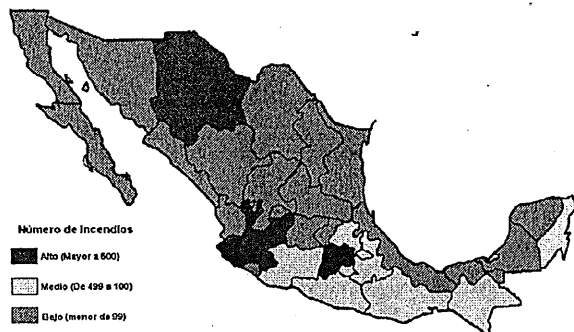 Número de Incendios
Alto (Mayor a 500)
Medio (De 499 a 100)
Bajo (menor de 99)